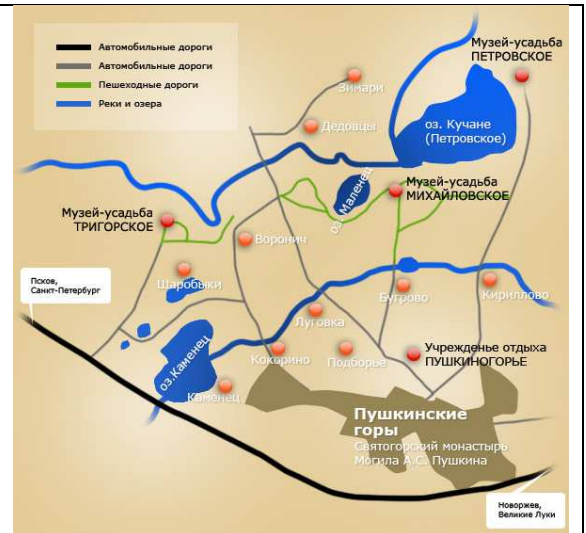 Автомобильные дороги
Автомобильные дороги
Пешеходные дороги
Реки и озера
Музей-усадьба
ПЕТРОВСКОЕ
Зимари
Дедовцы
оз. Кучане
(Петровское)
оз. Маленец
Музей-усадьба
МИХАЙЛОВСКОЕ
Музей-усадьба
ТРИГОРСКОЕ
Воронич
Шаробыки
Псков,
Санкт-Петербург
Бугрово
Кириллово
Луговка
оз.Каменец
Кокорино
Подборье
Учрежденье отдыха
ПУШКИНОГОРЬЕ
Каменец
Пушкинские
горы
Святогорский монастырь
Могила А.С. Пушкина
Новоржев,
Великие Луки